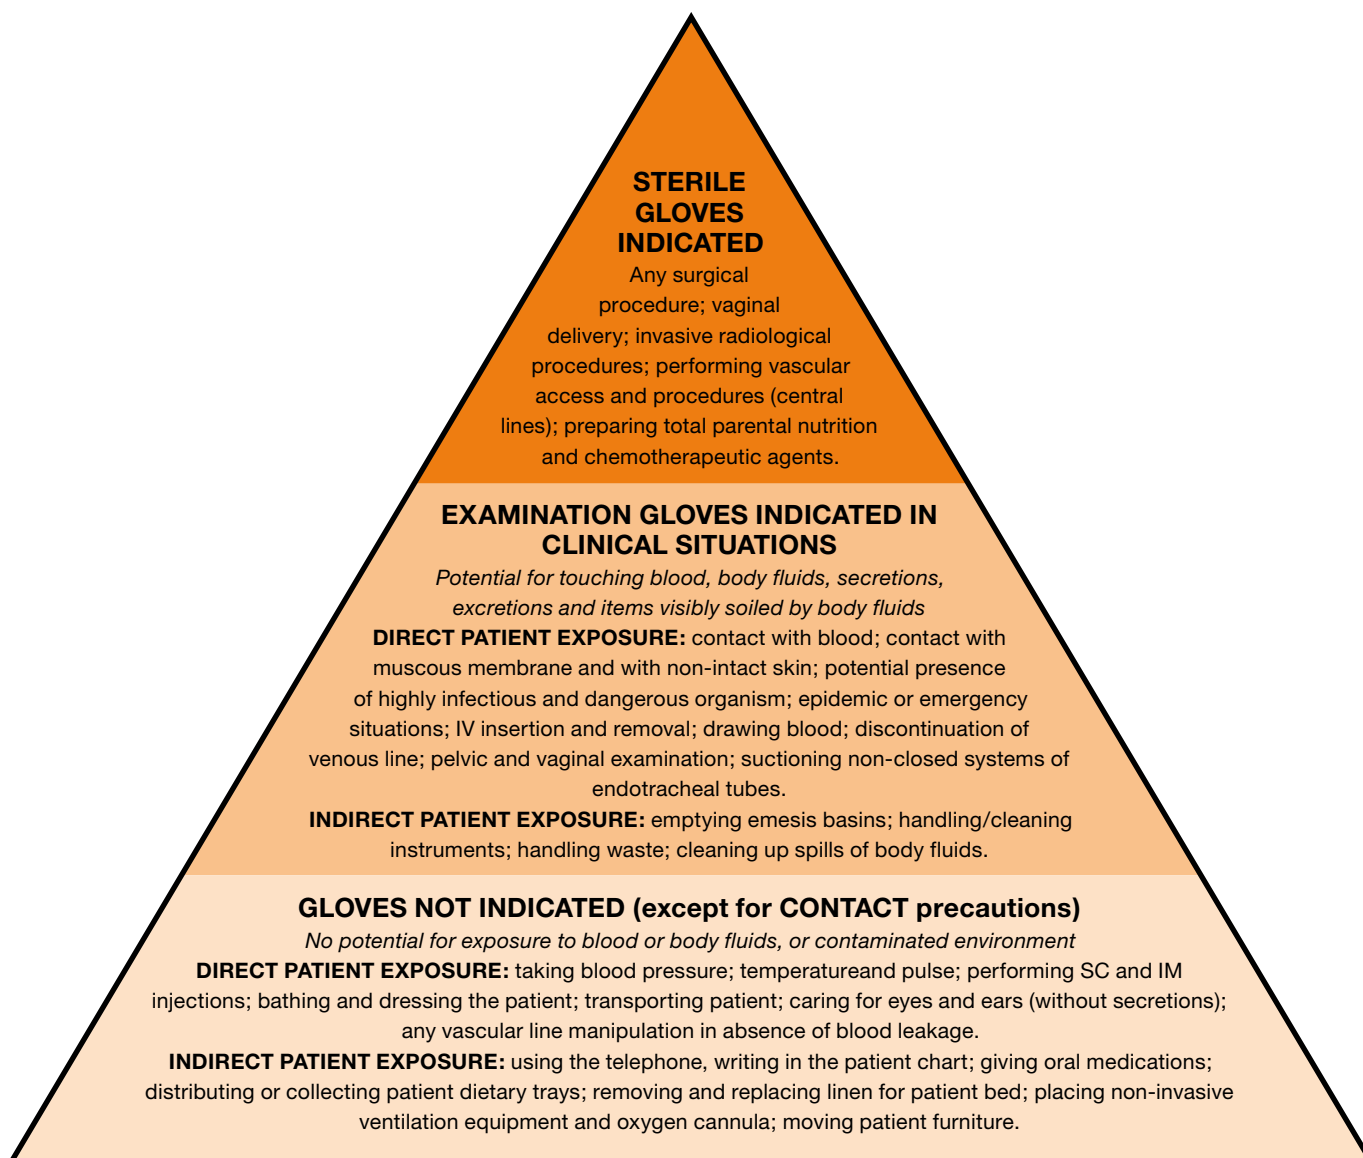 STERILE
GLOVES
INDICATED
Any surgical
procedure; vaginal
delivery; invasive radiological
procedures; performing vascular
access and procedures (central
lines); preparing total parental nutrition
and chemotherapeutic agents.
EXAMINATION GLOVES INDICATED IN
CLINICAL SITUATIONS
Potential for touching blood, body fluids, secretions,
excretions and items visibly soiled by body fluids
DIRECT PATIENT EXPOSURE: contact with blood; contact with
muscous membrane and with non-intact skin; potential presence
of highly infectious and dangerous organism; epidemic or emergency
situations; IV insertion and removal; drawing blood; discontinuation of
venous line; pelvic and vaginal examination; suctioning non-closed systems of
endotracheal tubes.
INDIRECT PATIENT EXPOSURE: emptying emesis basins; handling/cleaning
instruments; handling waste; cleaning up spills of body fluids.
GLOVES NOT INDICATED (except for CONTACT precautions)
No potential for exposure to blood or body fluids, or contaminated environment
DIRECT PATIENT EXPOSURE: taking blood pressure; temperatureand pulse; performing SC and IM
injections; bathing and dressing the patient; transporting patient; caring for eyes and ears (without secretions);
any vascular line manipulation in absence of blood leakage.
INDIRECT PATIENT EXPOSURE: using the telephone, writing in the patient chart; giving oral medications;
distributing or collecting patient dietary trays; removing and replacing linen for patient bed; placing non-invasive
ventilation equipment and oxygen cannula; moving patient furniture.